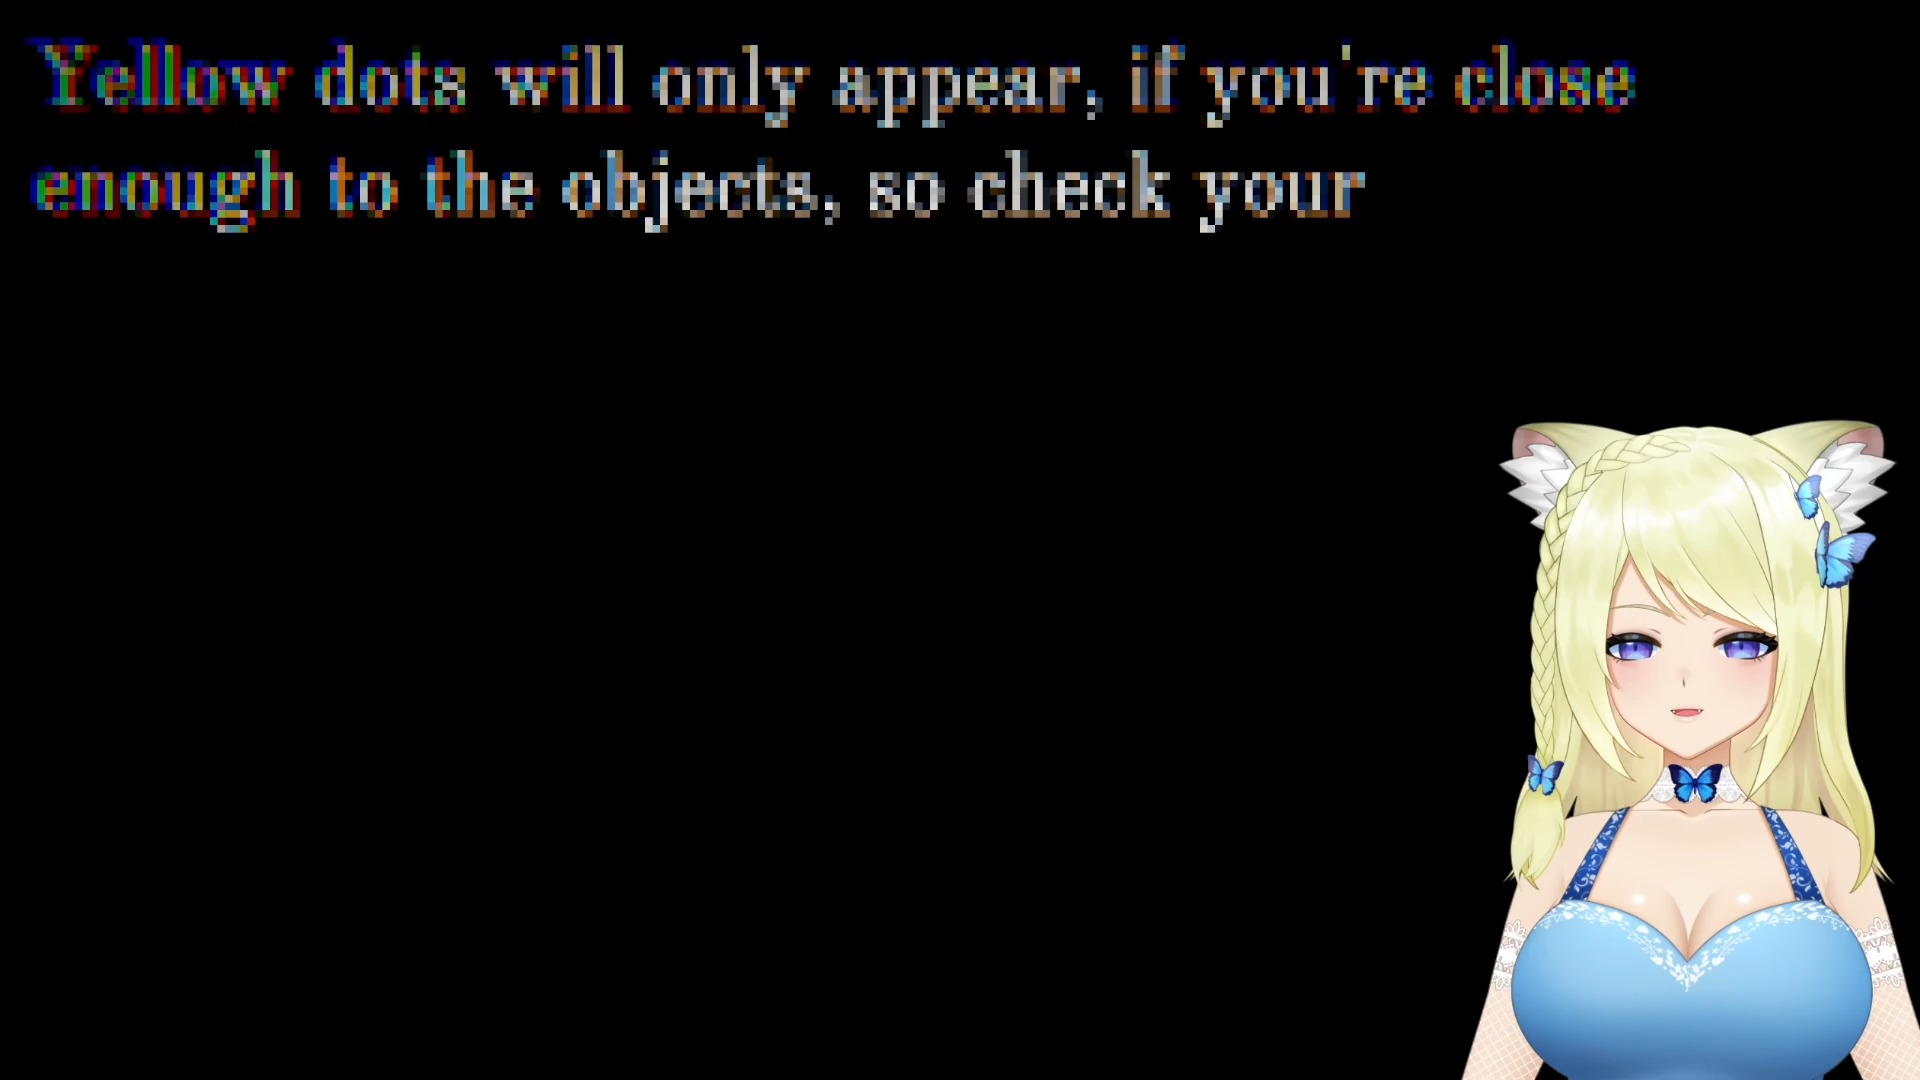 Yellow dots will only appear, if you're close
enough to the objects, so check your